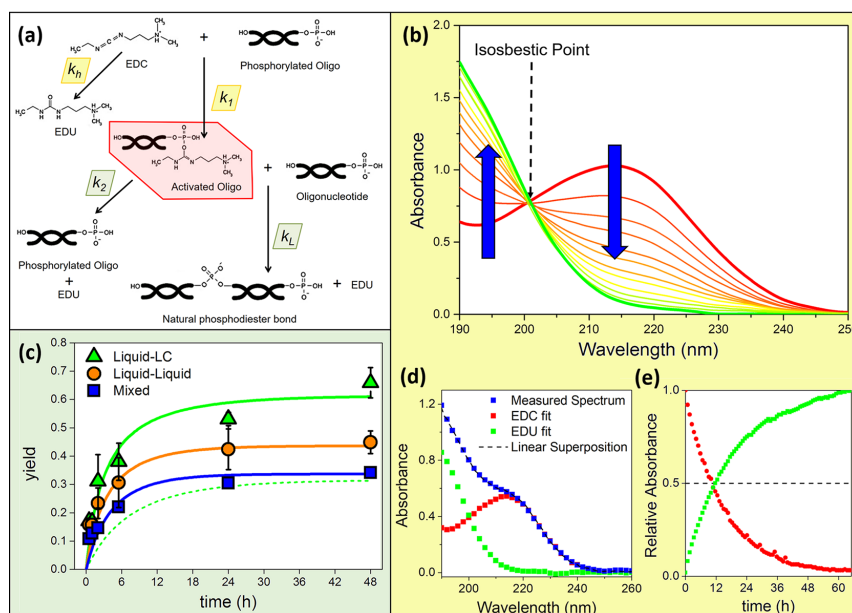 (a)
EDC
+
Phosphorylated Oligo
k_h
k_1
EDU
Activated Oligo
+
Oligonucleotide
k_2
k_L
Phosphorylated Oligo
+
EDU
+ EDU
Natural phosphodiester bond
(b)
Isosbestic Point
Absorbance
2.0
1.5
1.0
0.5
0.0
190 200 210 220 230 240 25
Wavelength (nm)
(c)
Liquid-LC
Liquid-Liquid
Mixed
yield
0.8
0.7
0.6
0.5
0.4
0.3
0.2
0.1
0.0
0 6 12 18 24 30 36 42 48
time (h)
(d)
Measured Spectrum
EDC fit
EDU fit
Linear Superposition
Absorbance
1.2
0.8
0.4
0.0
200 220 240 260
Wavelength (nm)
(e)
Relative Absorbance
1.0
0.5
0.0
0 12 24 36 48 60
time (h)